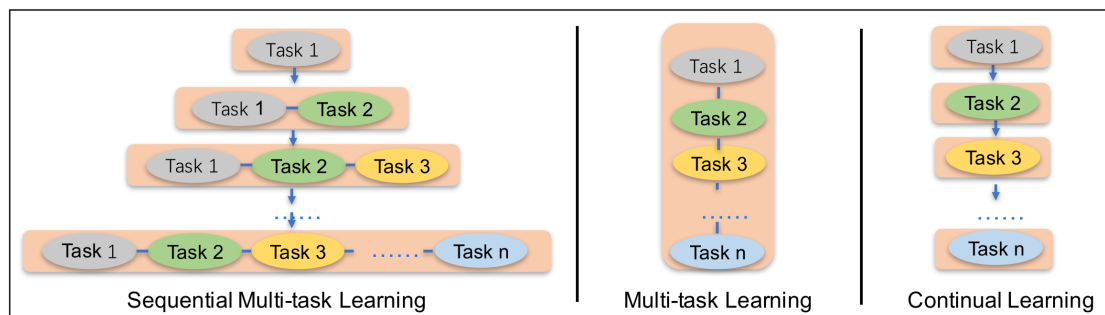 Task 1
Task 1 Task 2
Task 1 Task 2 Task 3
......
Task 1 Task 2 Task 3 ...... Task n
Sequential Multi-task Learning
Task 1
Task 2
Task 3
......
Task n
Multi-task Learning
Task 1
Task 2
Task 3
......
Task n
Continual Learning